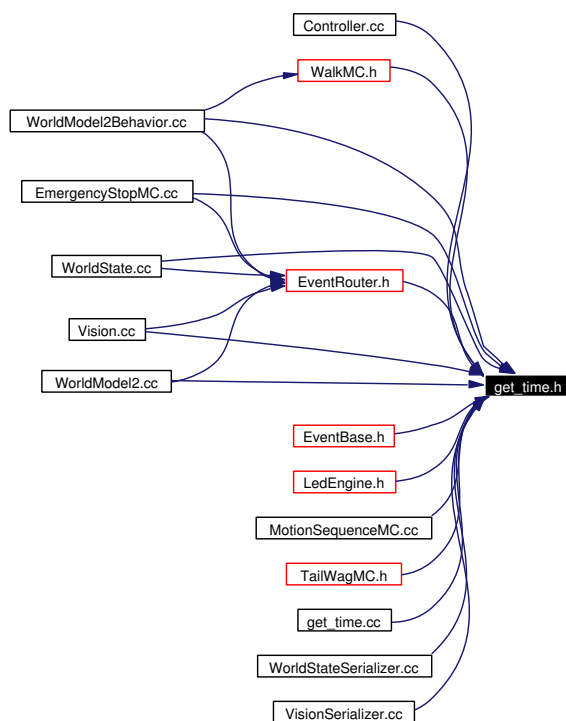 Controller.cc
WalkMC.h
WorldModel2Behavior.cc
EmergencyStopMC.cc
WorldState.cc
EventRouter.h
Vision.cc
WorldModel2.cc
get_time.h
EventBase.h
LedEngine.h
MotionSequenceMC.cc
TailWagMC.h
get_time.cc
WorldStateSerializer.cc
VisionSerializer.cc